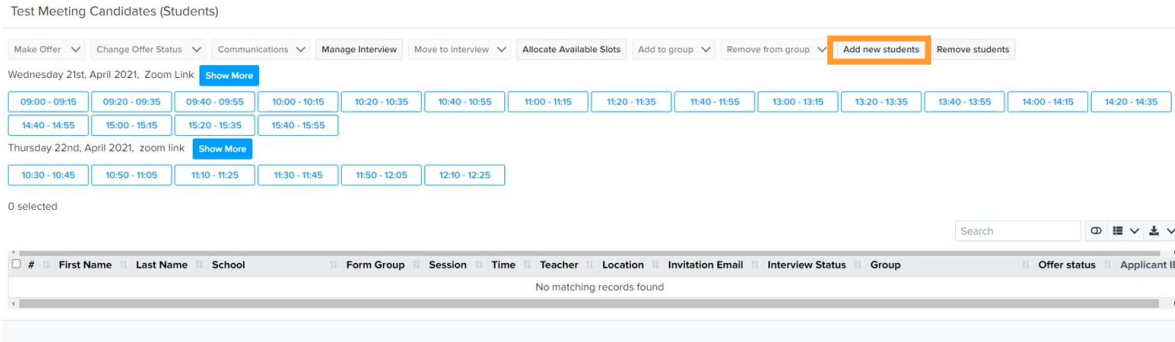 Test Meeting Candidates (Students)
Make Offer Change Offer Status Communications Manage Interview Move to interview Allocate Available Slots Add to group Remove from group Add new students Remove students
Wednesday 21st, April 2021, Zoom Link Show More
09:00 - 09:15 09:20 - 09:35 09:40 - 09:55 10:00 - 10:15 10:20 - 10:35 10:40 - 10:55 11:00 - 11:15 11:20 - 11:35 11:40 - 11:55 13:00 - 13:15 13:20 - 13:35 13:40 - 13:55 14:00 - 14:15 14:20 - 14:35
14:40 - 14:55 15:00 - 15:15 15:20 - 15:35 15:40 - 15:55
Thursday 22nd, April 2021, zoom link Show More
10:30 - 10:45 10:50 - 11:05 11:10 - 11:25 11:30 - 11:45 11:50 - 12:05 12:10 - 12:25
0 selected
Search
# First Name Last Name School Form Group Session Time Teacher Location Invitation Email Interview Status Group Offer status Applicant ID
No matching records found